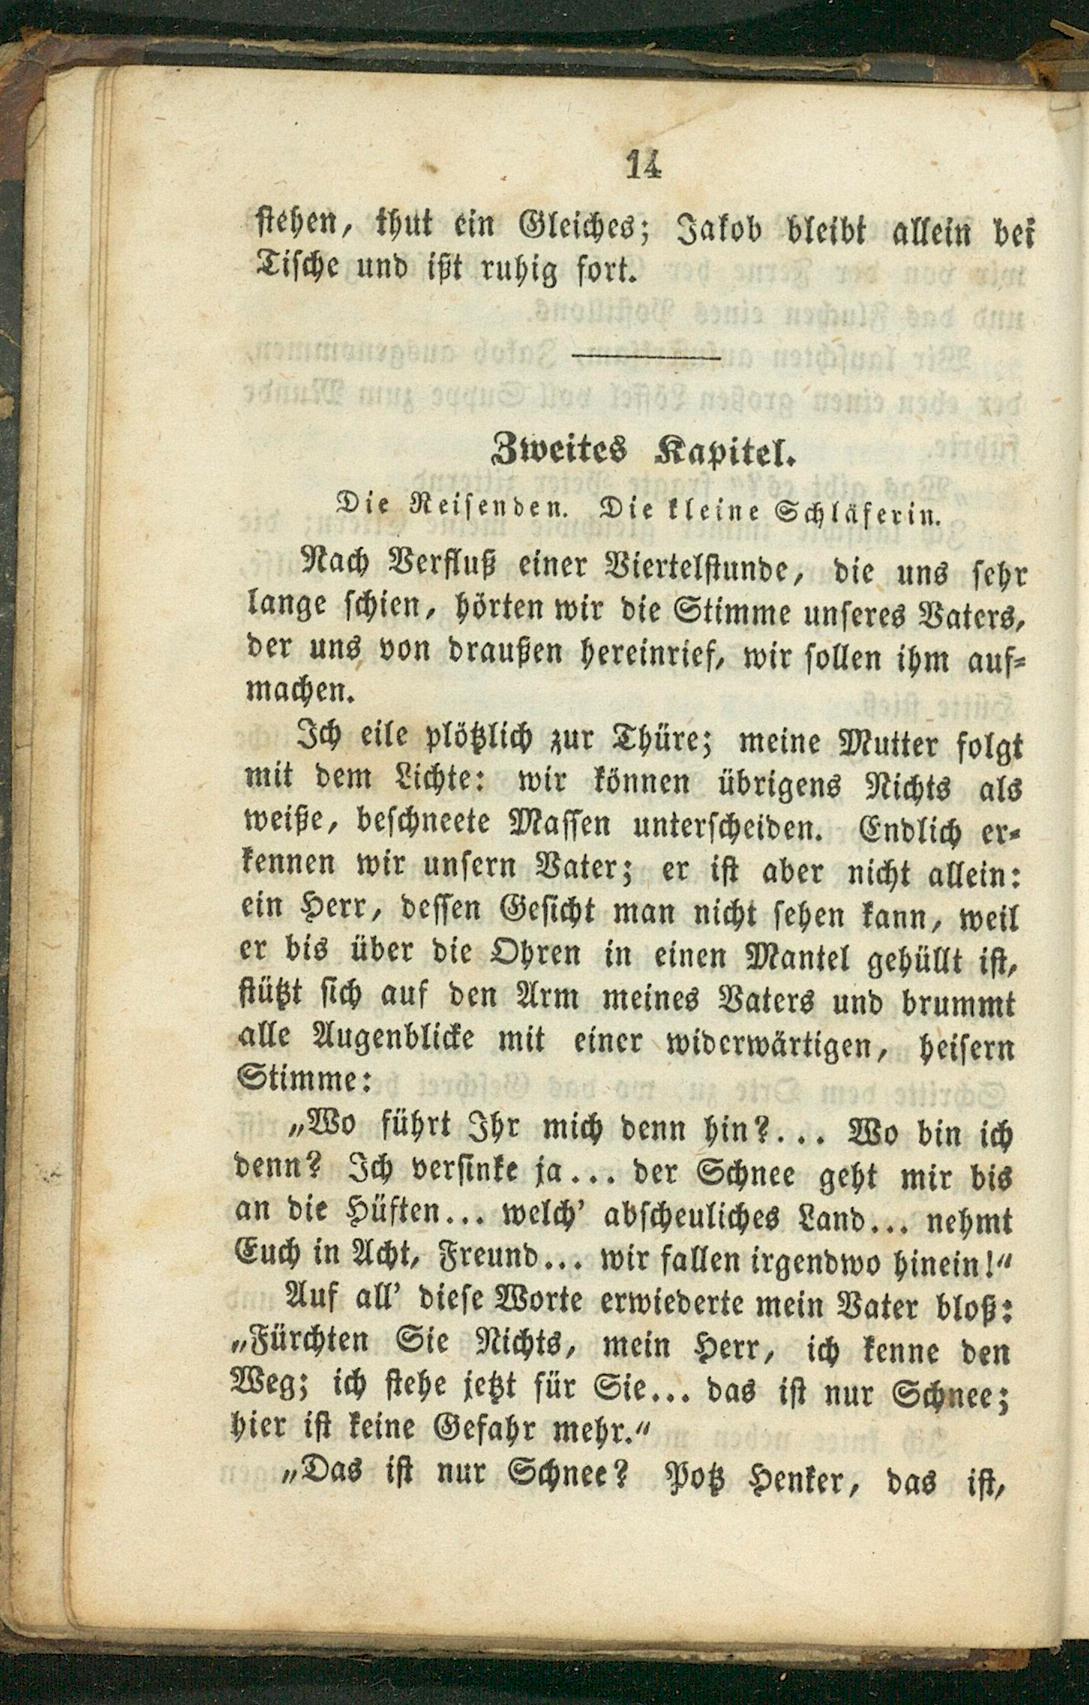 14
stehen, thut ein Gleiches; Jakob bleibt allein bei
Tische und ißt ruhig fort.
Zweites Kapitel.
Die Reisenden. Die kleine Schläferin.
Nach Verfluß einer Viertelstunde, die uns sehr
lange schien, hörten wir die Stimme unseres Vaters,
der uns von draußen hereinrief, wir sollen ihm auf-
machen.
Ich eile plötzlich zur Thüre; meine Mutter folgt
mit dem Lichte: wir können übrigens Nichts als
weiße, beschneete Massen unterscheiden. Endlich er-
kennen wir unsern Vater; er ist aber nicht allein:
ein Herr, dessen Gesicht man nicht sehen kann, weil
er bis über die Ohren in einen Mantel gehüllt ist,
stützt sich auf den Arm meines Vaters und brummt
alle Augenblicke mit einer widerwärtigen, heisern
Stimme:
„Wo führt Ihr mich denn hin?... Wo bin ich
denn? Ich versinke ja... der Schnee geht mir bis
an die Hüften... welch' abscheuliches Land... nehmt
Euch in Acht, Freund... wir fallen irgendwo hinein!“
Auf all' diese Worte erwiederte mein Vater bloß:
„Fürchten Sie Nichts, mein Herr, ich kenne den
Weg; ich stehe jetzt für Sie... das ist nur Schnee;
hier ist keine Gefahr mehr.“
„Das ist nur Schnee? Potz Henker, das ist,